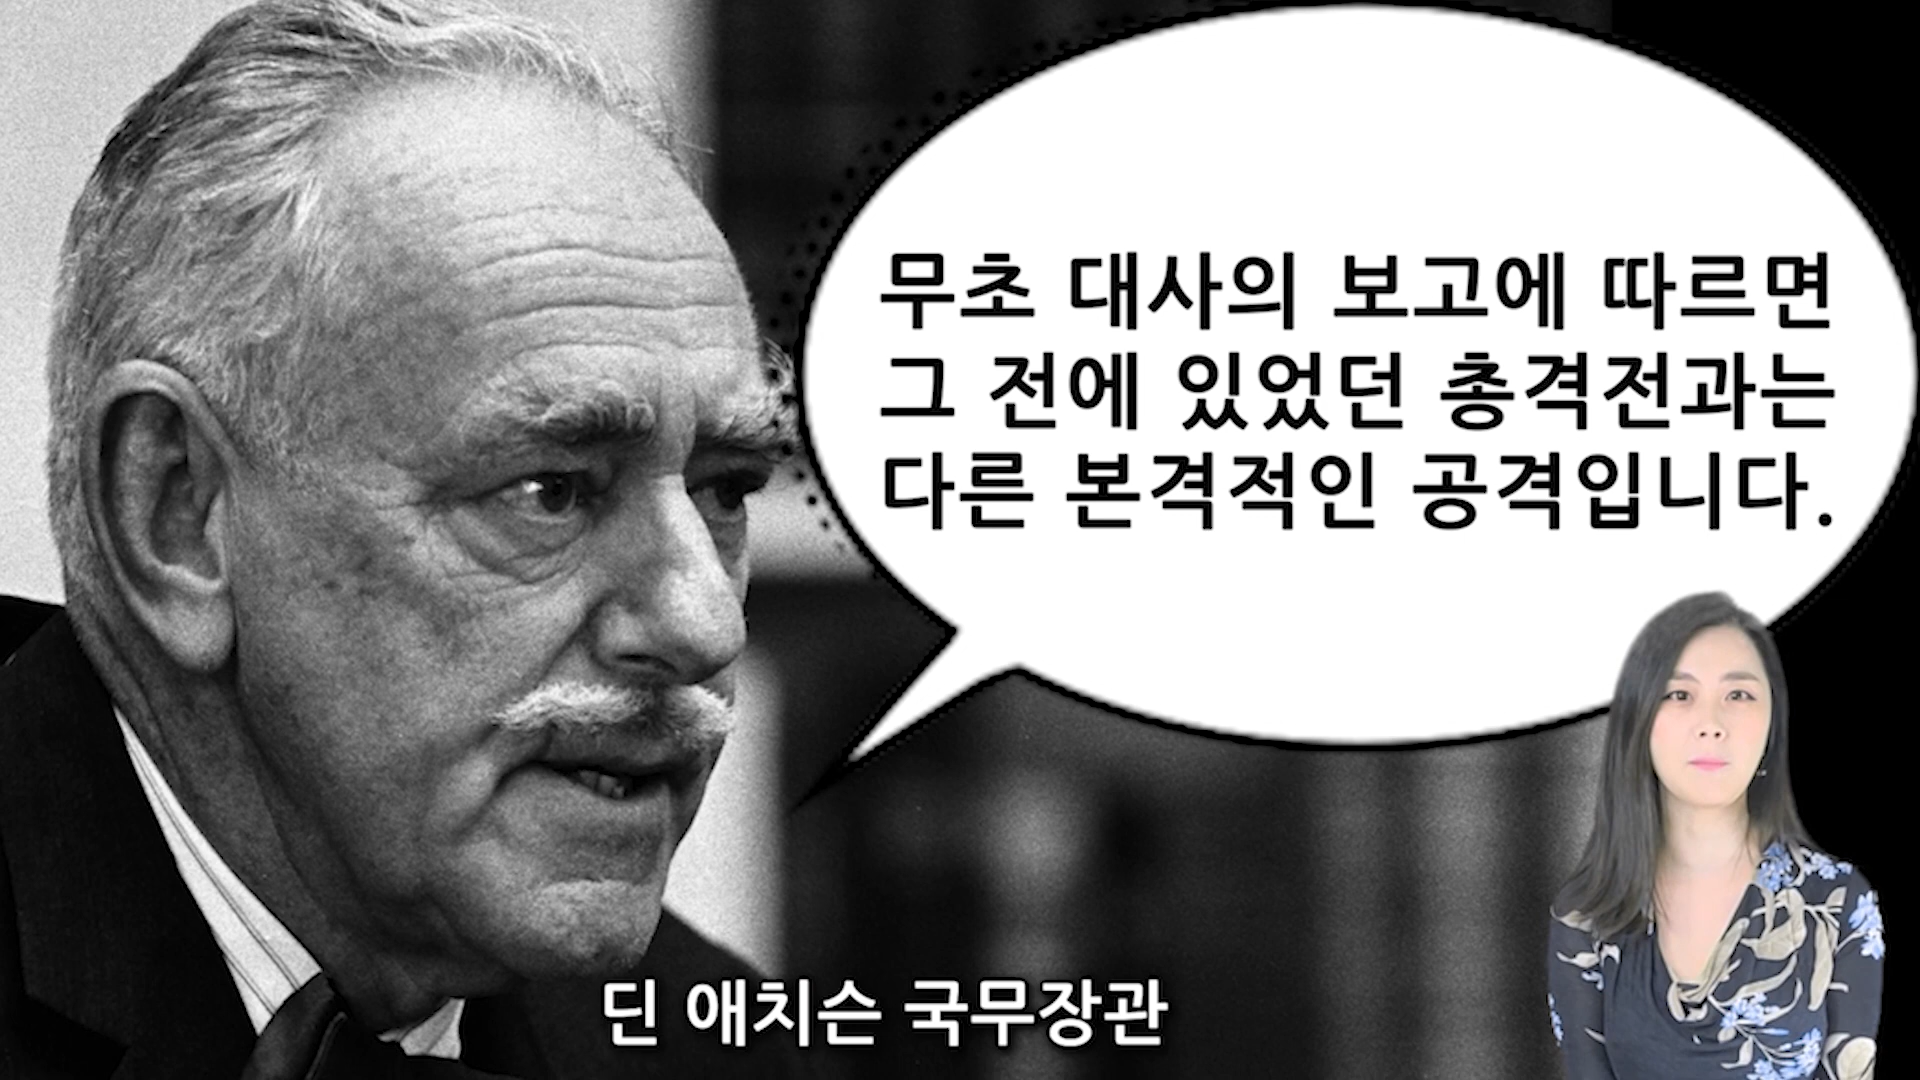 무초 대사의 보고에 따르면
그 전에 있었던 총격전과는
다른 본격적인 공격입니다.
딘 애치슨 국무장관